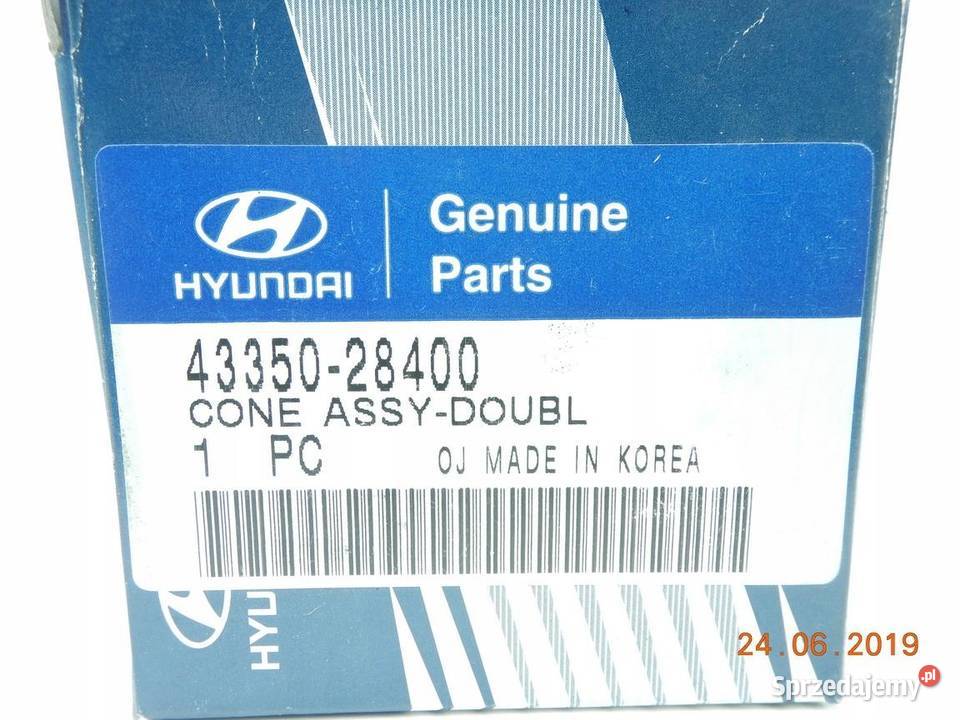 HYUNDAI
Genuine
Parts
43350-28400
CONE ASSY-DOUBL
1 PC OJ MADE IN KOREA
HYU
24.06.2019
Sprzedajemy.pl